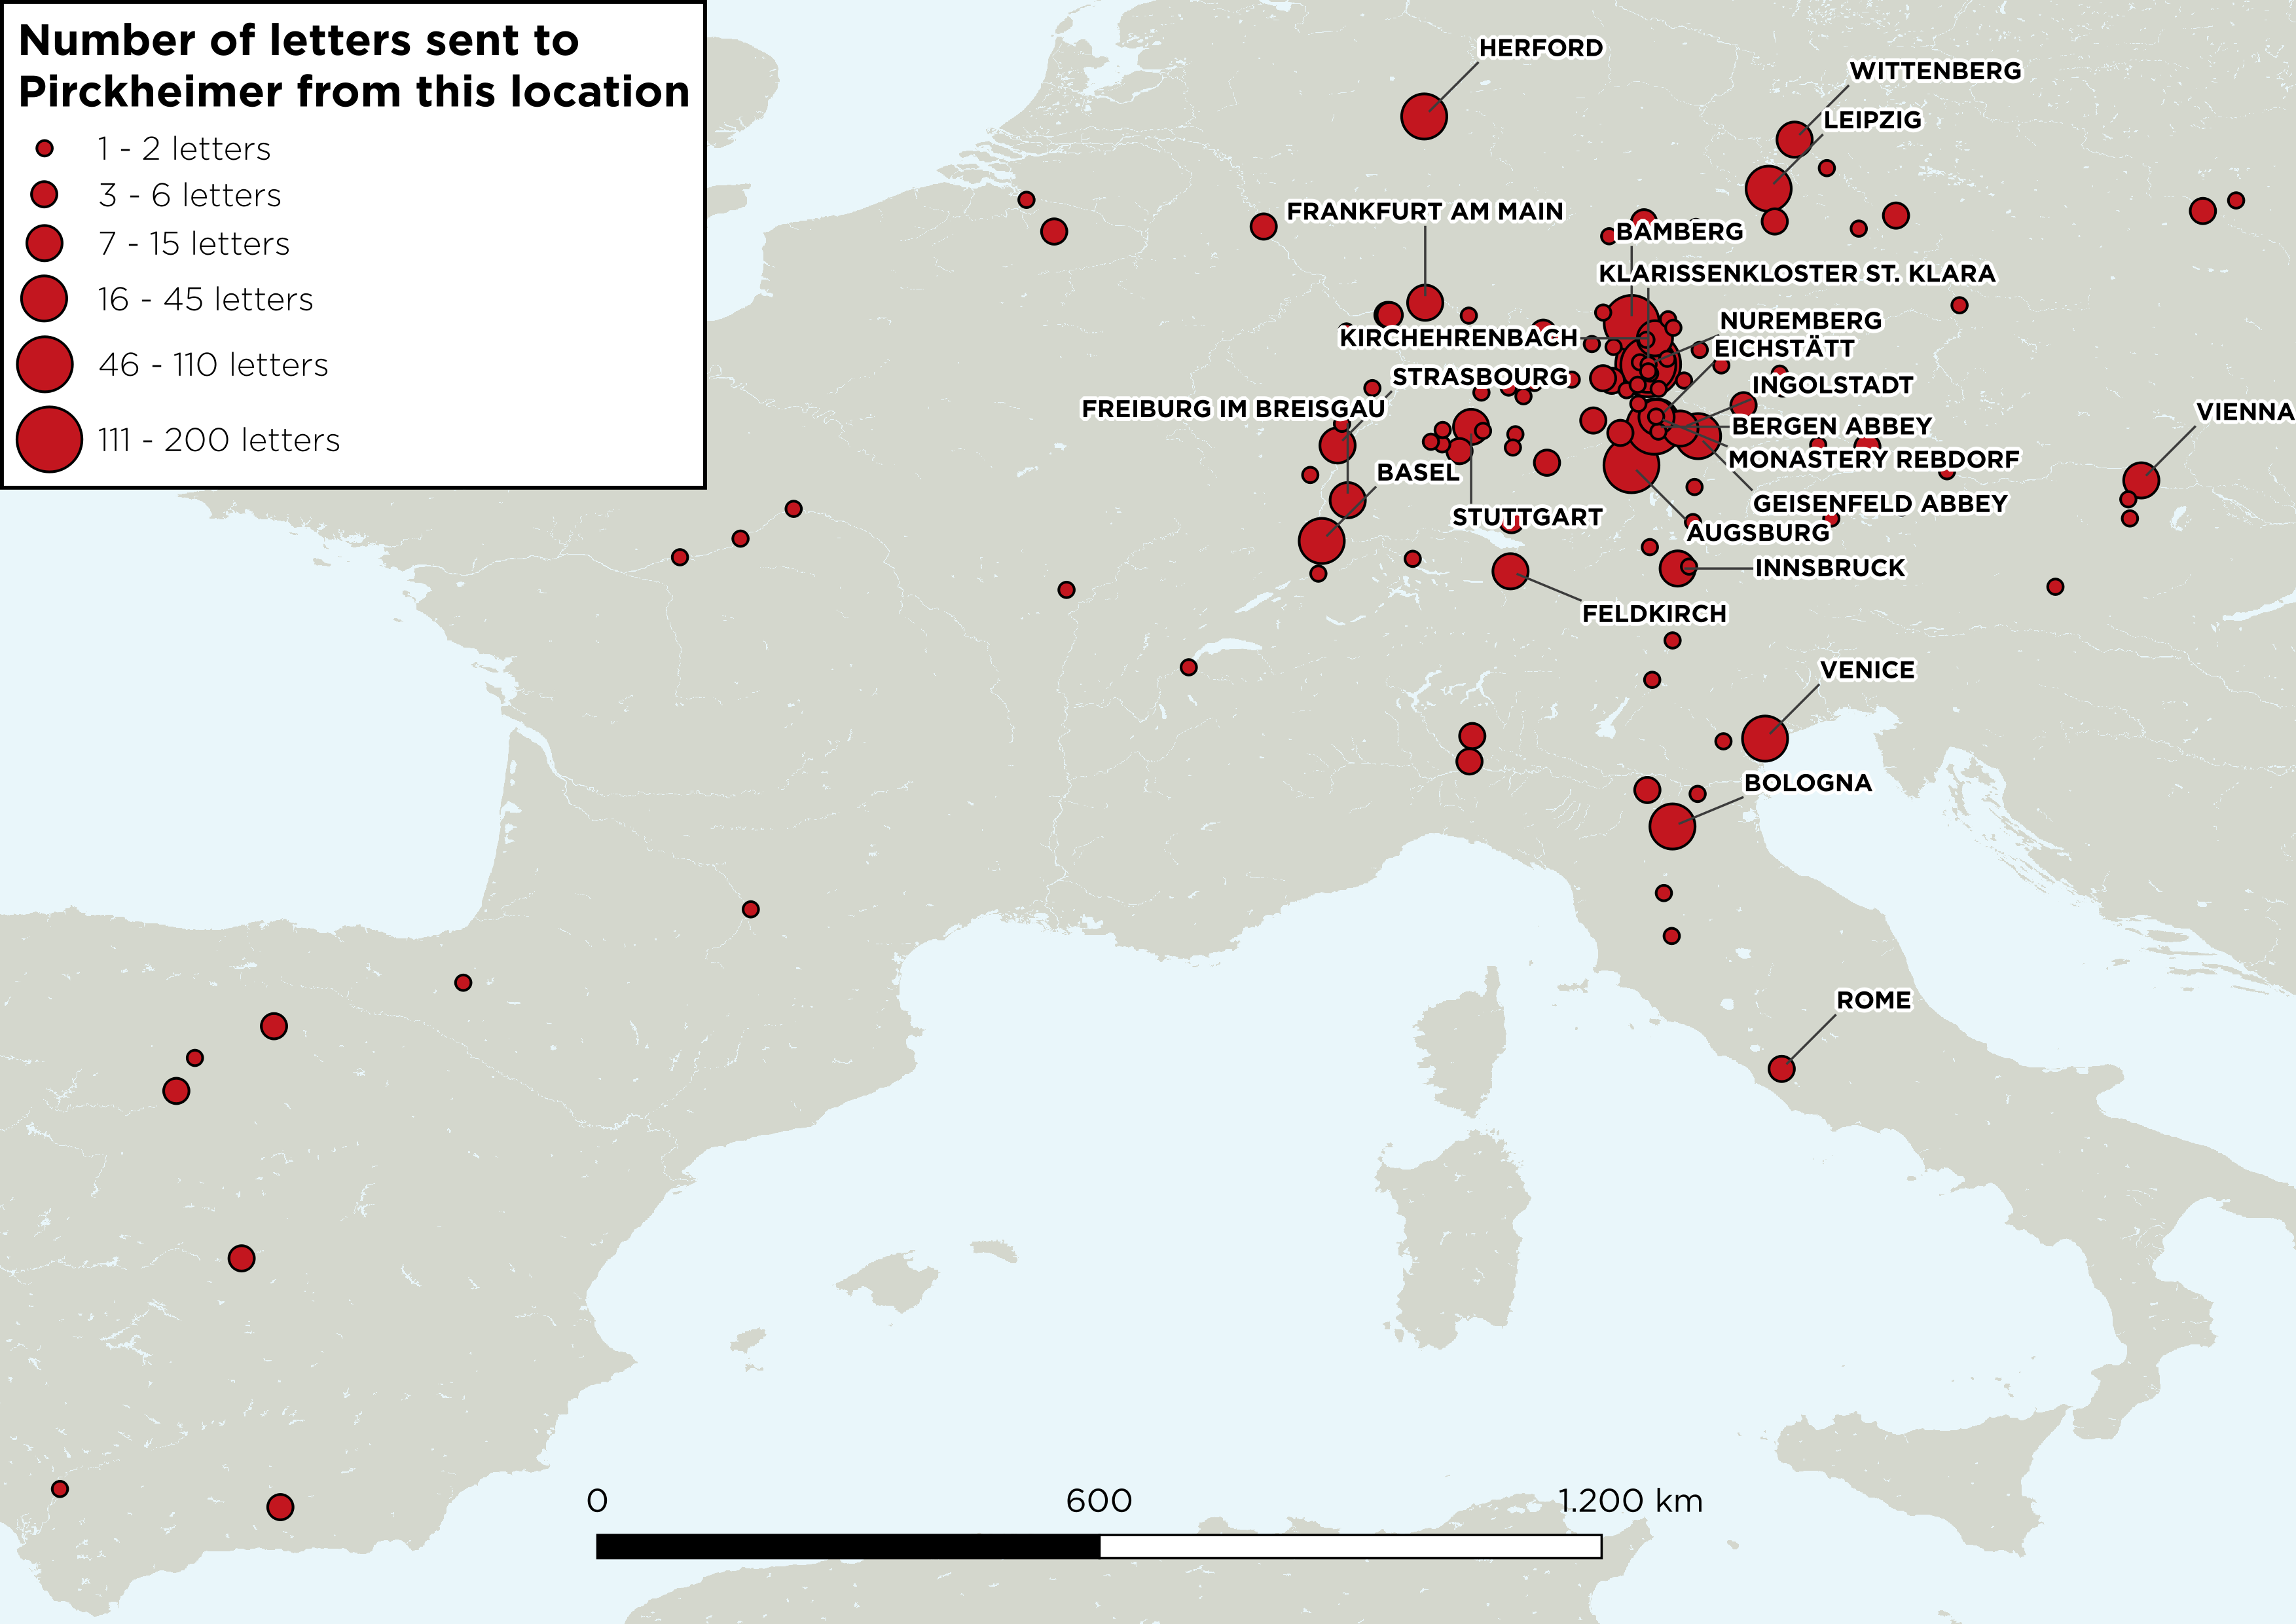 Number of letters sent to
Pirckheimer from this location
1 - 2 letters
3 - 6 letters
7 - 15 letters
16 - 45 letters
46 - 110 letters
111 - 200 letters
HERFORD
WITTENBERG
LEIPZIG
FRANKFURT AM MAIN
BAMBERG
KLARISSENKLOSTER ST. KLARA
NUREMBERG
KIRCHEHRENBACH
EICHSTÄTT
STRASBOURG
INGOLSTADT
FREIBURG IM BREISGAU
VIENNA
BERGEN ABBEY
MONASTERY REBDORF
BASEL
GEISENFELD ABBEY
STUTTGART
AUGSBURG
INNSBRUCK
FELDKIRCH
VENICE
BOLOGNA
ROME
0 600 1.200 km